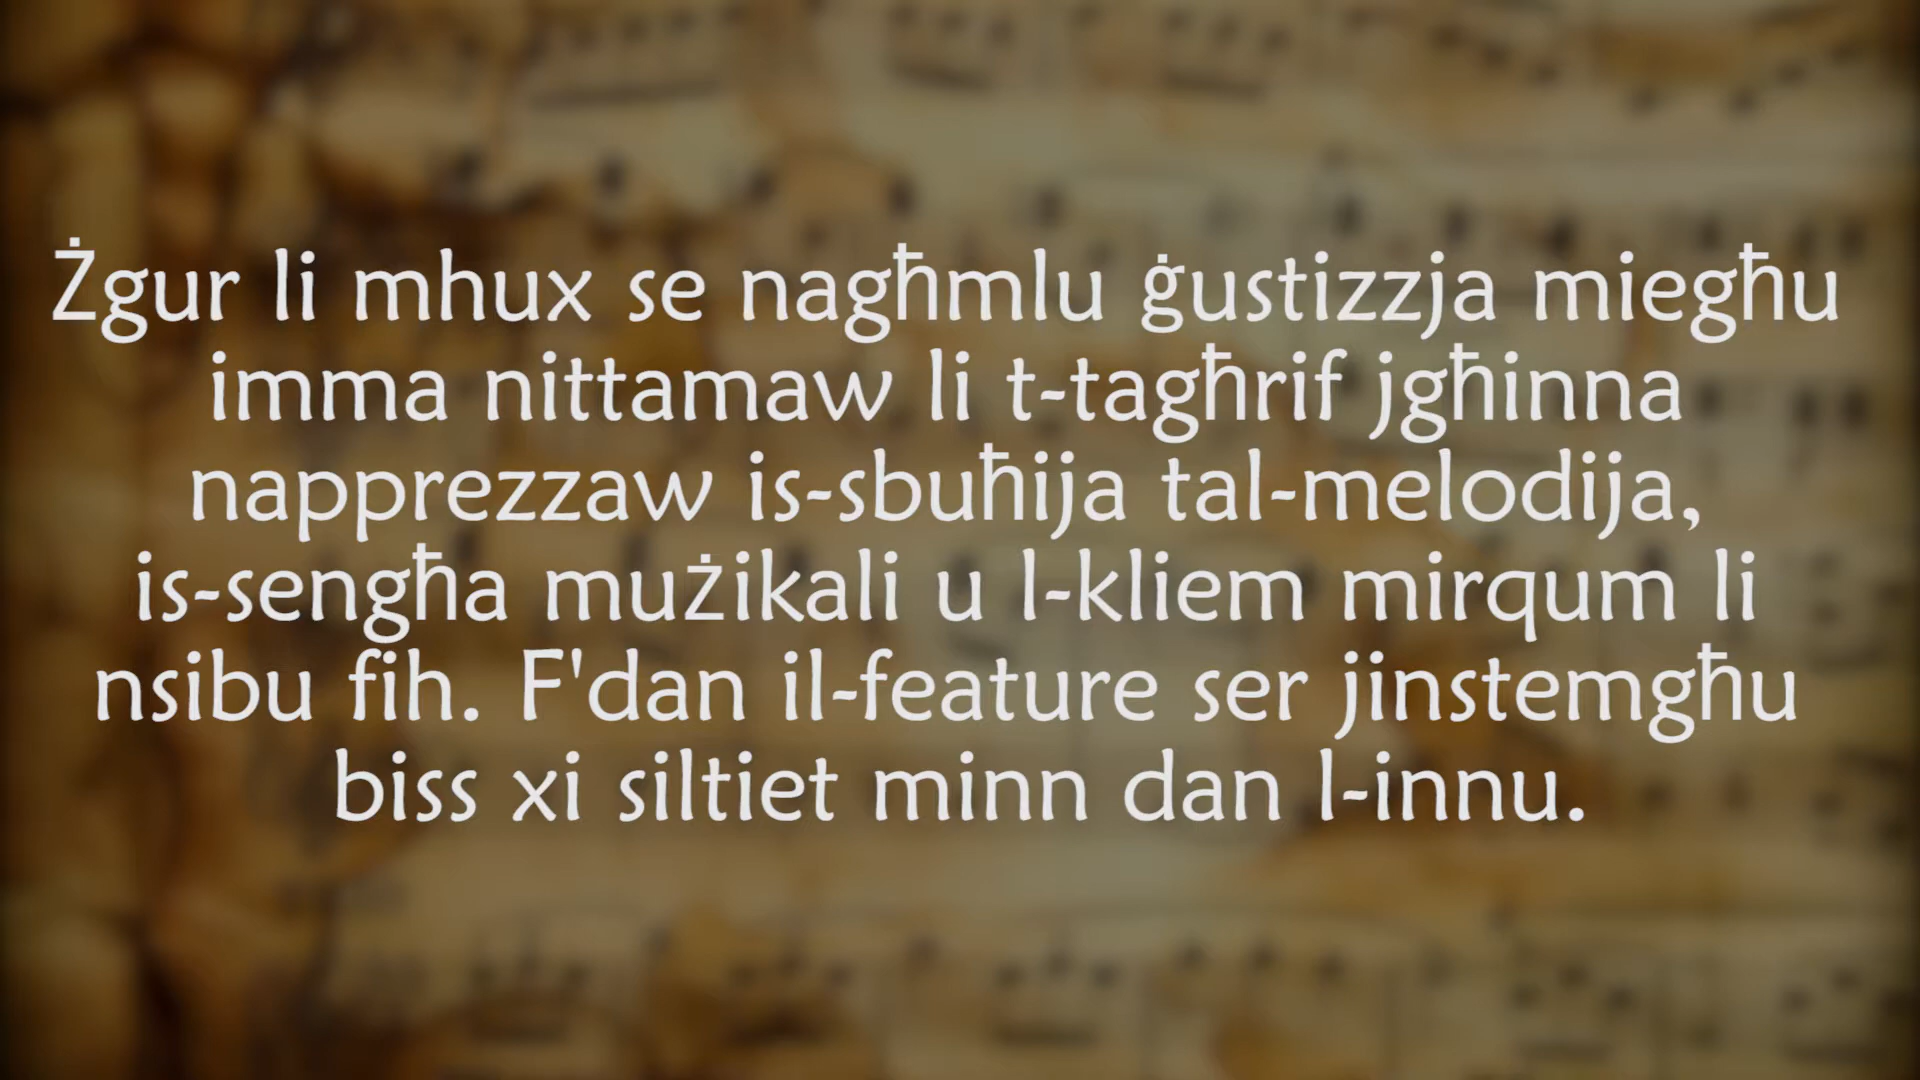 Żgur li mhux se nagħmlu ġustizzja miegħu
imma nittamaw li t-tagħrif jgħinna
napprezzaw is-sbuħija tal-melodija,
is-sengħa mużikali u l-kliem mirqum li
nsibu fih. F'dan il-feature ser jinstemgħu
biss xi siltiet minn dan l-innu.